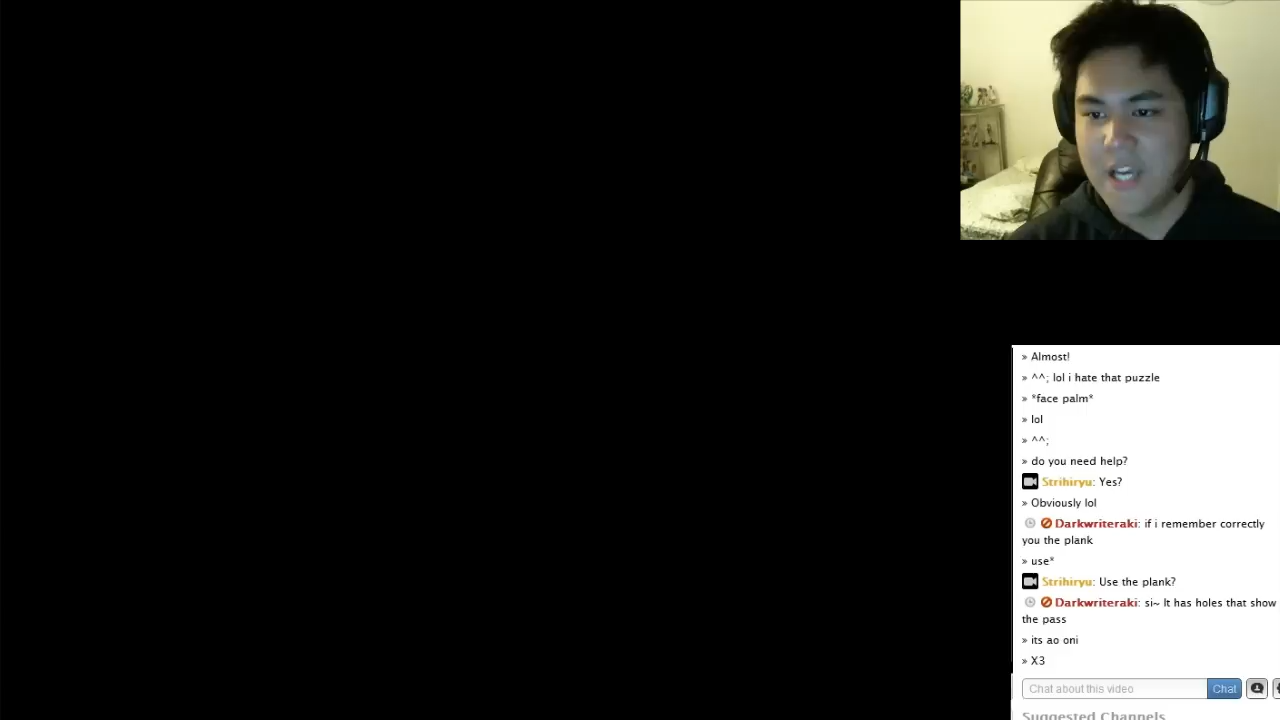 » Almost!
» ^^; lol i hate that puzzle
» *face palm*
» lol
» ^^;
» do you need help?
Strihiryu: Yes?
» Obviously lol
Darkwriteraki: if i remember correctly
you the plank
» use*
Strihiryu: Use the plank?
Darkwriteraki: si~ It has holes that show
the pass
» its ao oni
» X3
Chat about this video
Chat
Suggested Channels